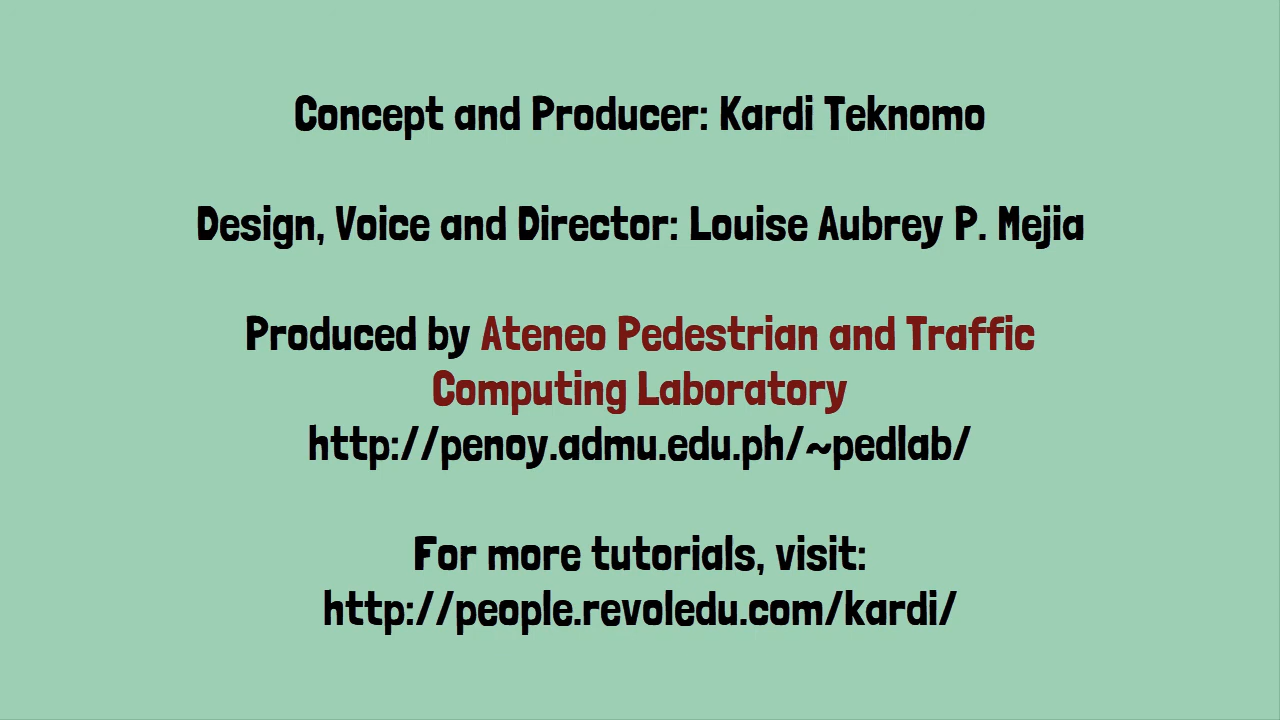 Concept and Producer: Kardi Teknomo
Design, Voice and Director: Louise Aubrey P. Mejia
Produced by Ateneo Pedestrian and Traffic
Computing Laboratory
http://penoy.admu.edu.ph/~pedlab/
For more tutorials, visit:
http://people.revoledu.com/kardi/